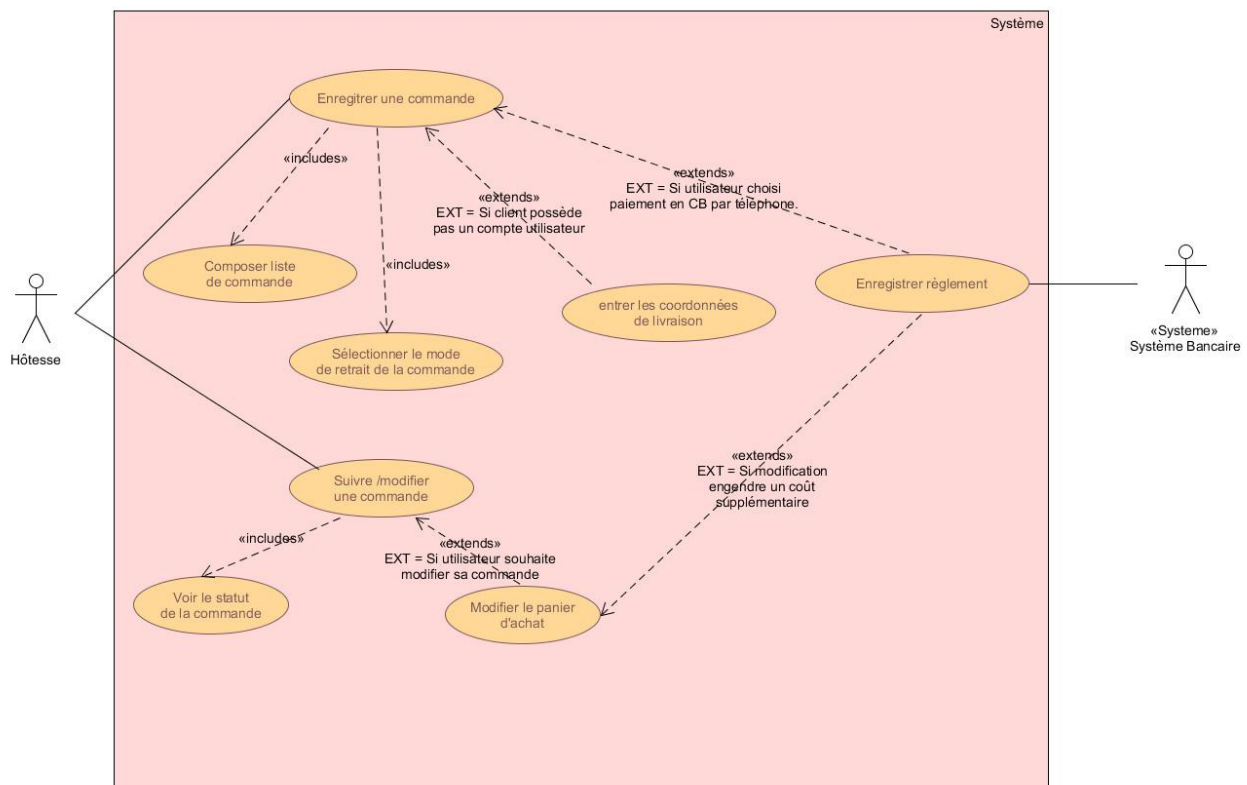 Système
Enregitrer une commande
«includes»
«extends»
EXT = Si utilisateur choisi
paiement en CB par téléphone.
«extends»
EXT = Si client possède
pas un compte utilisateur
«includes»
Composer liste
de commande
Enregistrer règlement
entrer les coordonnées
de livraison
«Systeme»
Système Bancaire
Hôtesse
Sélectionner le mode
de retrait de la commande
«extends»
EXT = Si modification
engendre un coût
supplémentaire
Suivre /modifier
une commande
«includes»
«extends»
EXT = Si utilisateur souhaite
modifier sa commande
Voir le statut
de la commande
Modifier le panier
d'achat